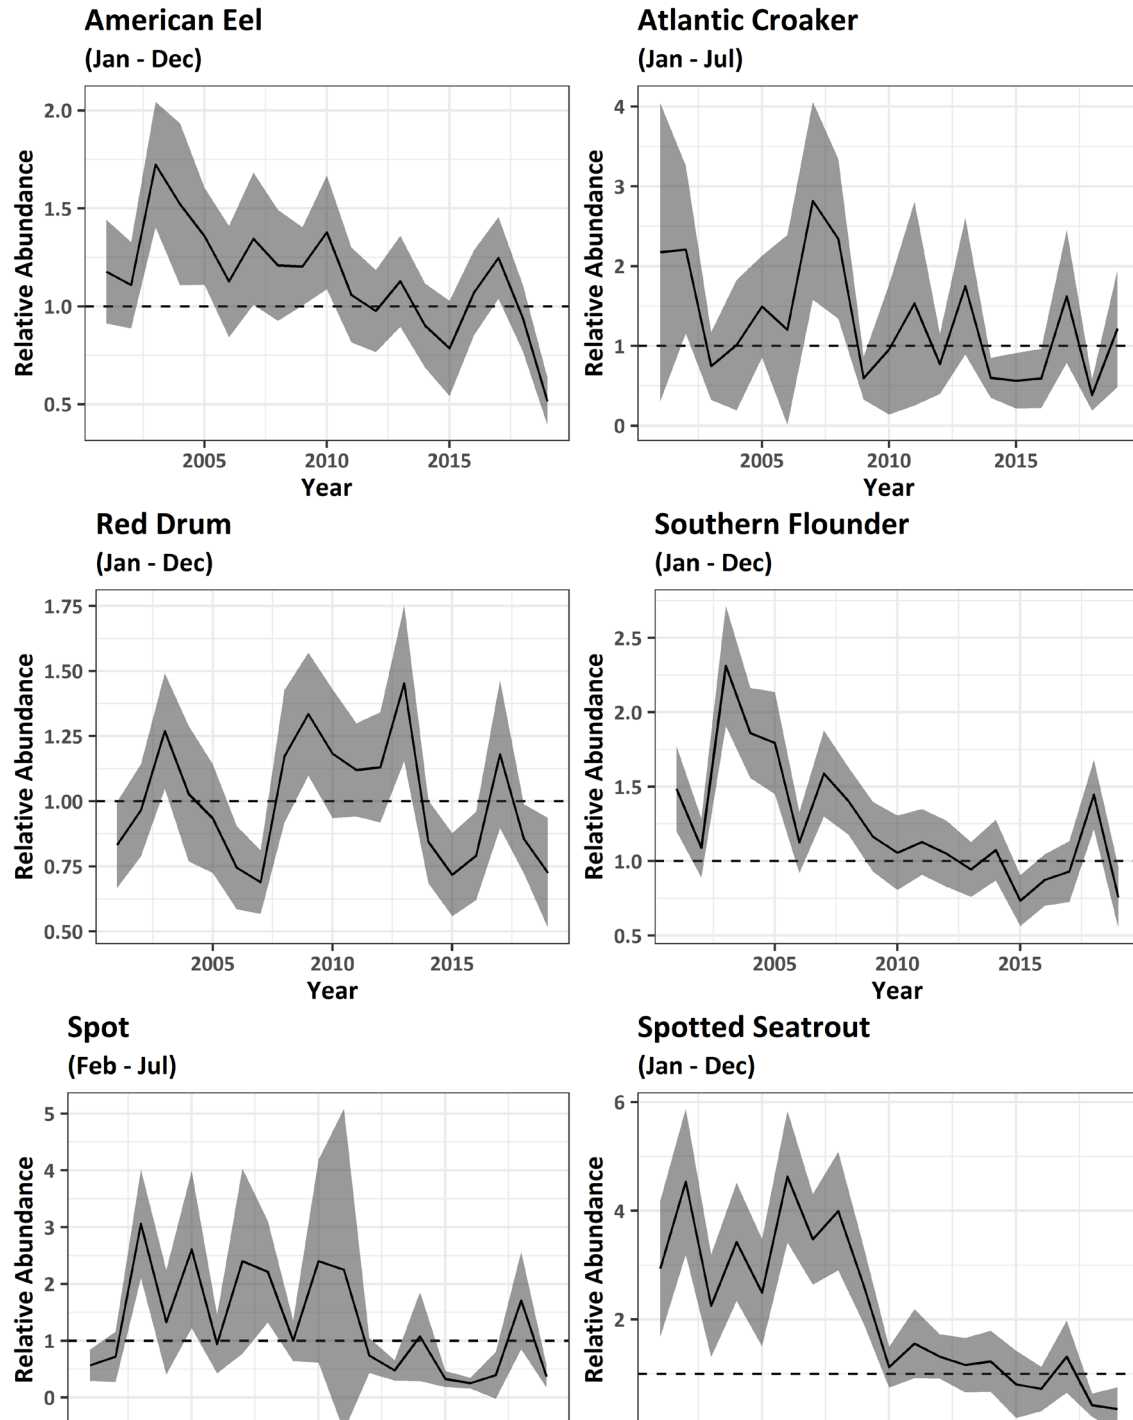 American Eel
(Jan - Dec)
Relative Abundance
2.0
1.5
1.0
0.5
2005 2010 2015
Year
Atlantic Croaker
(Jan - Jul)
Relative Abundance
4
3
2
1
0
2005 2010 2015
Year
Red Drum
(Jan - Dec)
Relative Abundance
1.75
1.50
1.25
1.00
0.75
0.50
2005 2010 2015
Year
Southern Flounder
(Jan - Dec)
Relative Abundance
2.5
2.0
1.5
1.0
0.5
2005 2010 2015
Year
Spot
(Feb - Jul)
Relative Abundance
5
4
3
2
1
0
Spotted Seatrout
(Jan - Dec)
Relative Abundance
6
4
2